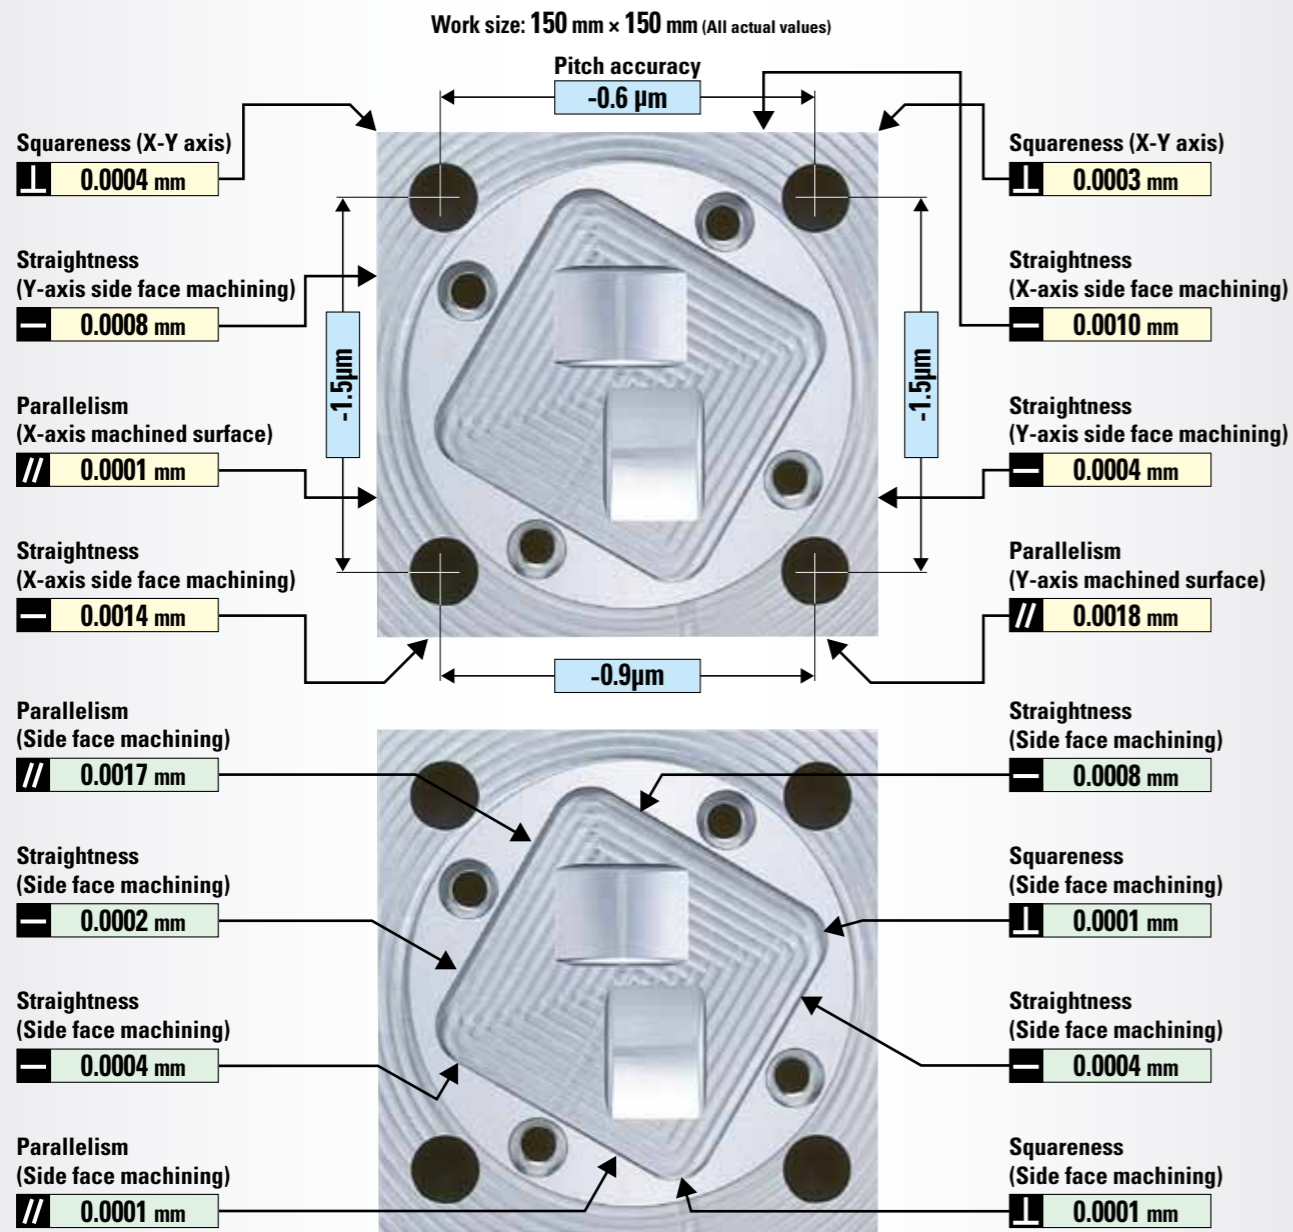 Work size: 150 mm × 150 mm (All actual values)
Pitch accuracy
-0.6 µm
Squareness (X-Y axis)
⊥ 0.0004 mm
Straightness
(Y-axis side face machining)
— 0.0008 mm
Parallelism
(X-axis machined surface)
// 0.0001 mm
Straightness
(X-axis side face machining)
— 0.0014 mm
-1.5µm
-1.5µm
-0.9µm
Squareness (X-Y axis)
⊥ 0.0003 mm
Straightness
(X-axis side face machining)
— 0.0010 mm
Straightness
(Y-axis side face machining)
— 0.0004 mm
Parallelism
(Y-axis machined surface)
// 0.0018 mm
Parallelism
(Side face machining)
// 0.0017 mm
Straightness
(Side face machining)
— 0.0002 mm
Straightness
(Side face machining)
— 0.0004 mm
Parallelism
(Side face machining)
// 0.0001 mm
Straightness
(Side face machining)
— 0.0008 mm
Squareness
(Side face machining)
⊥ 0.0001 mm
Straightness
(Side face machining)
— 0.0004 mm
Squareness
(Side face machining)
⊥ 0.0001 mm